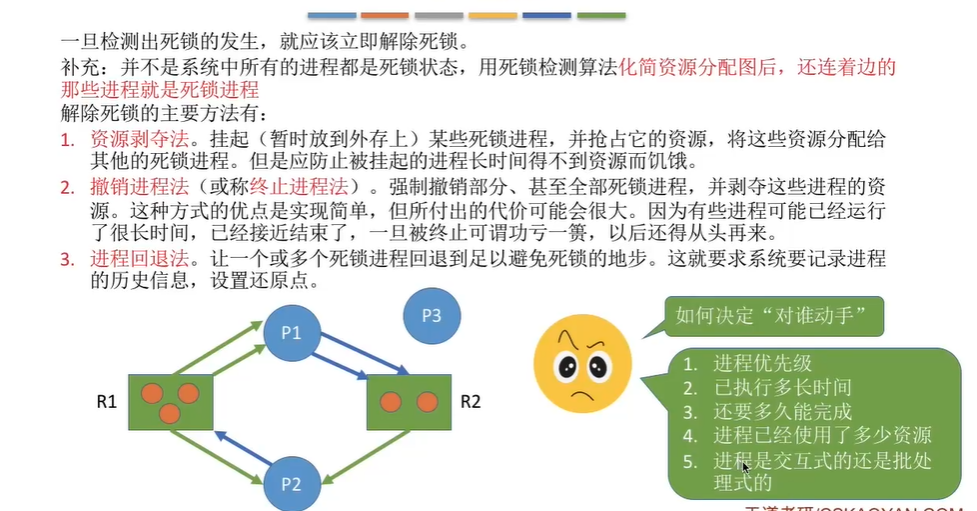 一旦检测出死锁的发生，就应该立即解除死锁。
补充：并不是系统中所有的进程都是死锁状态，用死锁检测算法化简资源分配图后，还连着边的
那些进程就是死锁进程
解除死锁的主要方法有：
1. 资源剥夺法。挂起（暂时放到外存上）某些死锁进程，并抢占它的资源，将这些资源分配给
其他的死锁进程。但是应防止被挂起的进程长时间得不到资源而饥饿。
2. 撤销进程法（或称终止进程法）。强制撤销部分、甚至全部死锁进程，并剥夺这些进程的资
源。这种方式的优点是实现简单，但所付出的代价可能会很大。因为有些进程可能已经运行
了很长时间，已经接近结束了，一旦被终止可谓功亏一篑，以后还得从头再来。
3. 进程回退法。让一个或多个死锁进程回退到足以避免死锁的地步。这就要求系统要记录进程
的历史信息，设置还原点。
P1
P3
R1
R2
P2
如何决定“对谁动手”
1. 进程优先级
2. 已执行多长时间
3. 还要多久能完成
4. 进程已经使用了多少资源
5. 进程是交互式的还是批处
理式的